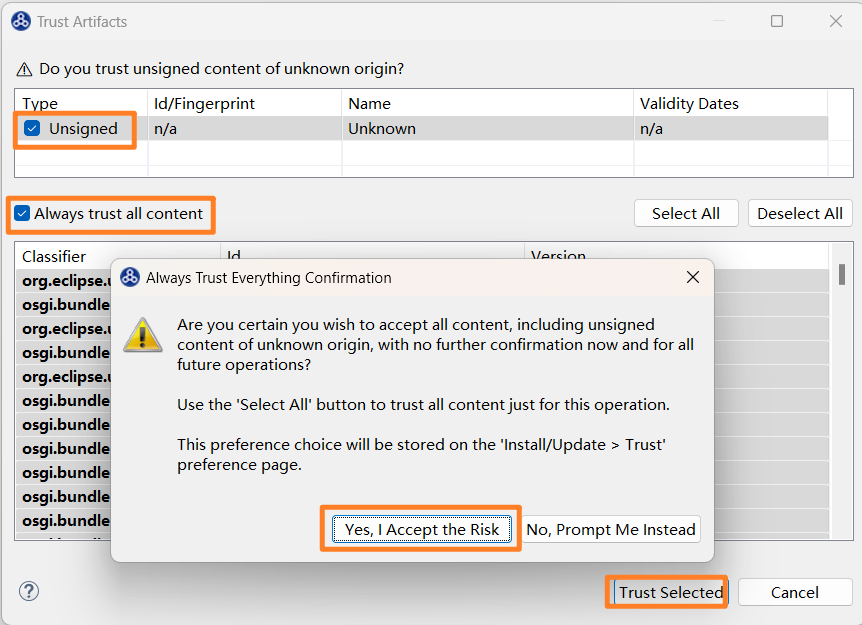 Trust Artifacts
Do you trust unsigned content of unknown origin?
Type Id/Fingerprint Name Validity Dates
Unsigned n/a Unknown n/a
Always trust all content Select All Deselect All
Classifier Id Version
org.eclipse.u
osgi.bundle
org.eclipse.u
osgi.bundle
org.eclipse.u
osgi.bundle
osgi.bundle
osgi.bundle
osgi.bundle
osgi.bundle
osgi.bundle
Always Trust Everything Confirmation
Are you certain you wish to accept all content, including unsigned
content of unknown origin, with no further confirmation now and for all
future operations?
Use the 'Select All' button to trust all content just for this operation.
This preference choice will be stored on the 'Install/Update > Trust'
preference page.
Yes, I Accept the Risk No, Prompt Me Instead
Trust Selected Cancel